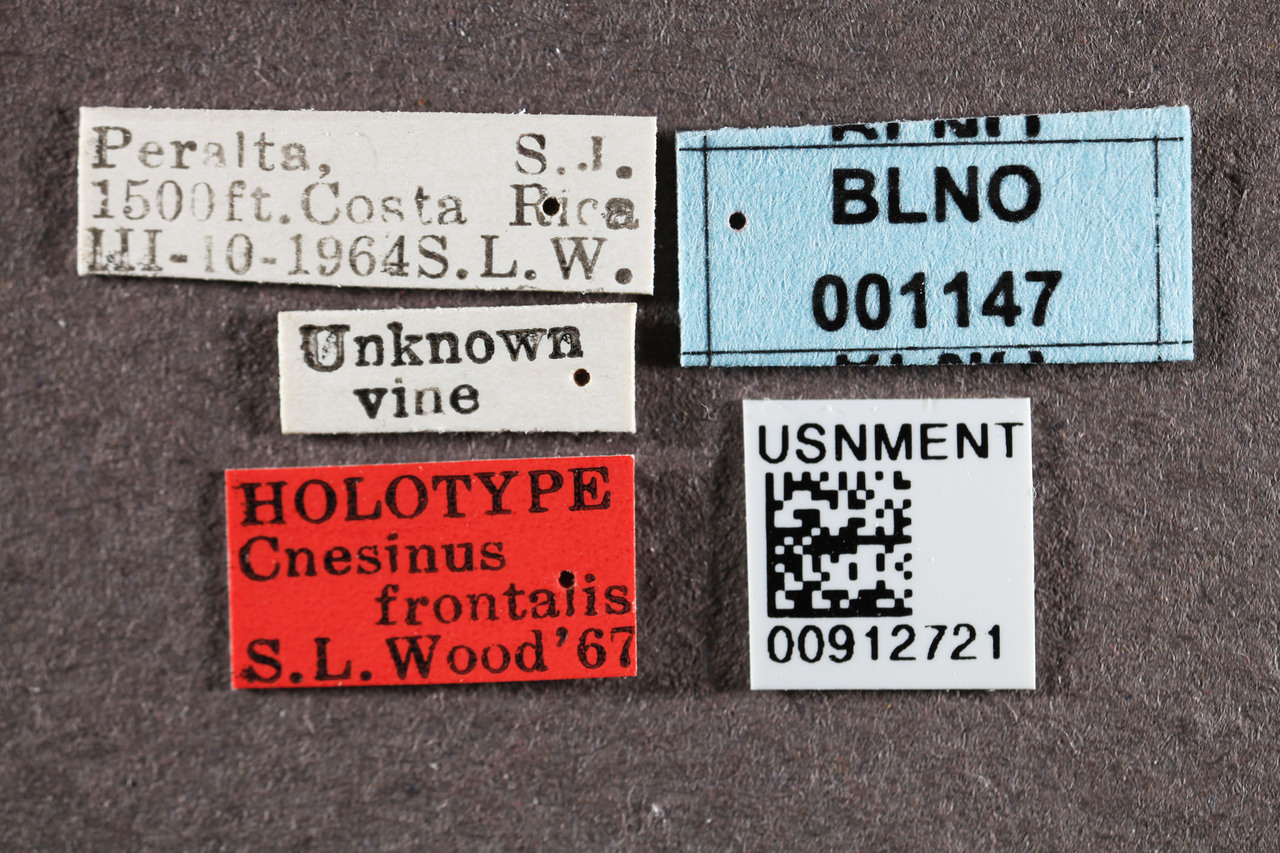 Peralta, S.J.
1500ft. Costa Rica
III-10-1964 S.L.W.
Unknown
vine
HOLOTYPE
Cnesinus
frontalis
S.L. Wood '67
BLNO
001147
USNMENT
00912721